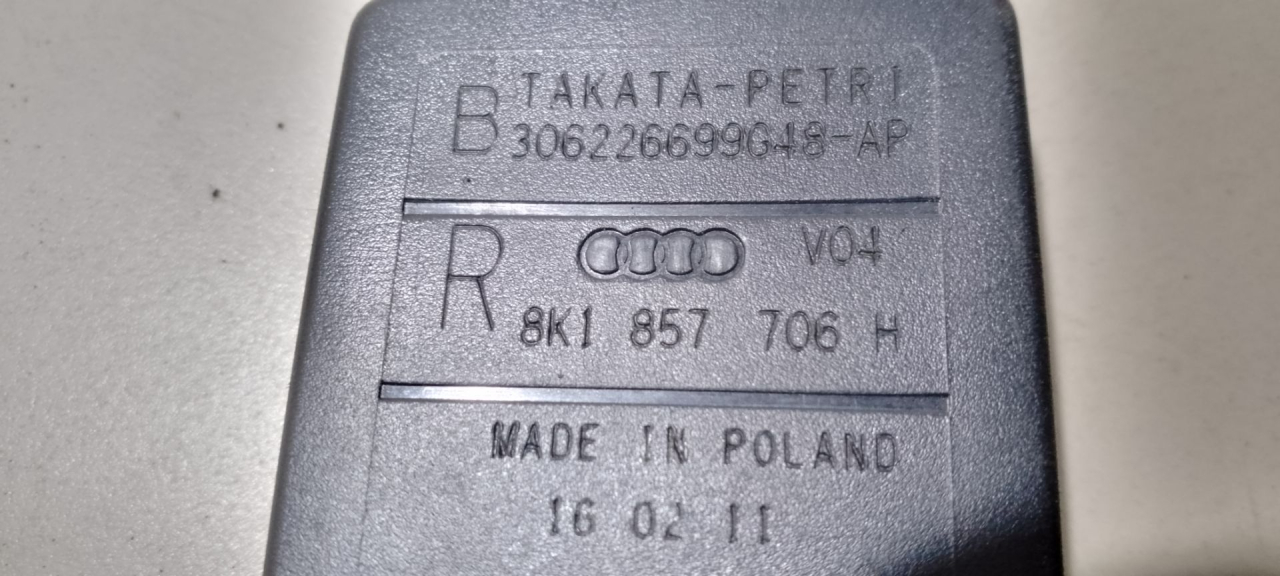 B TAKATA-PETRI
306226699G48-AP
R V04
8K1 857 706 H
MADE IN POLAND
16 02 11